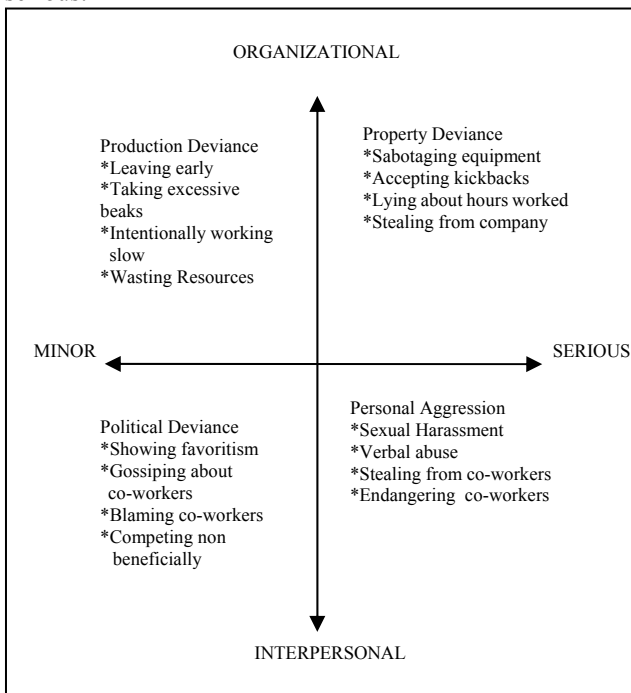 ORGANIZATIONAL
Production Deviance
*Leaving early
*Taking excessive
beaks
*Intentionally working
slow
*Wasting Resources
Property Deviance
*Sabotaging equipment
*Accepting kickbacks
*Lying about hours worked
*Stealing from company
MINOR
SERIOUS
Political Deviance
*Showing favoritism
*Gossiping about
co-workers
*Blaming co-workers
*Competing non
beneficially
Personal Aggression
*Sexual Harassment
*Verbal abuse
*Stealing from co-workers
*Endangering co-workers
INTERPERSONAL